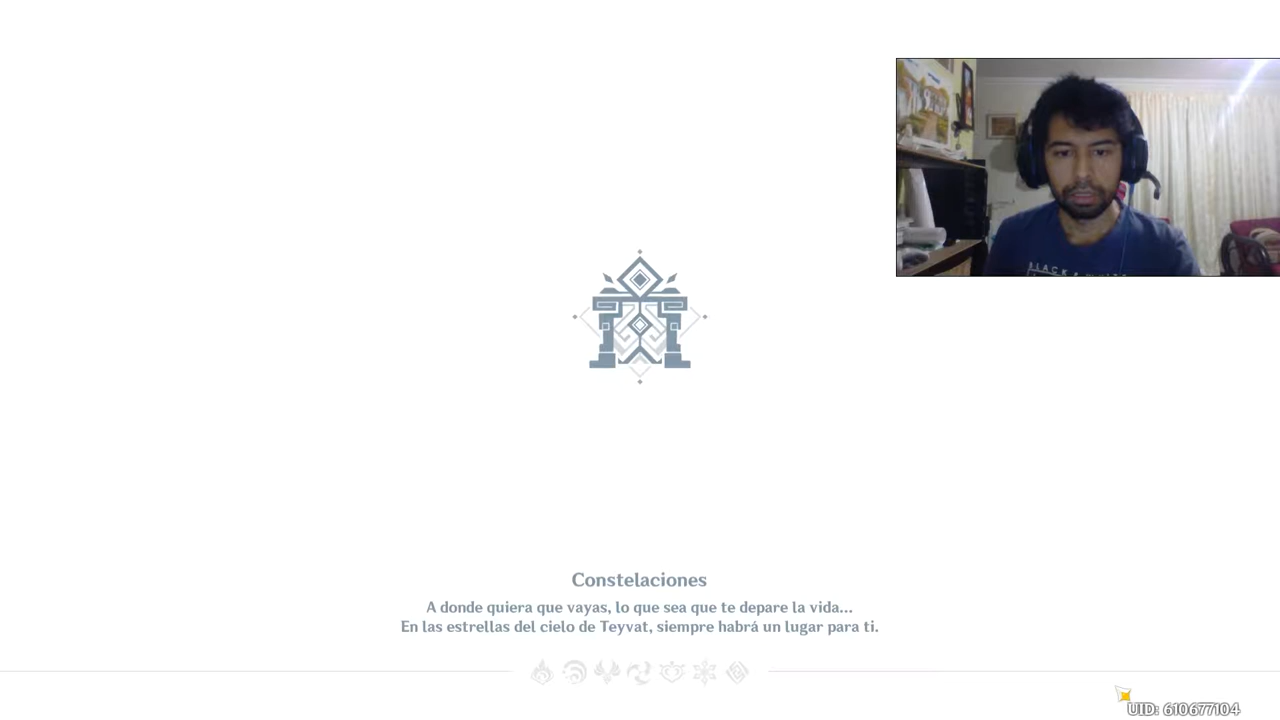 BLACK
Constelaciones
A donde quiera que vayas, lo que sea que te depare la vida...
En las estrellas del cielo de Teyvat, siempre habrá un lugar para ti.
UID: 610677104